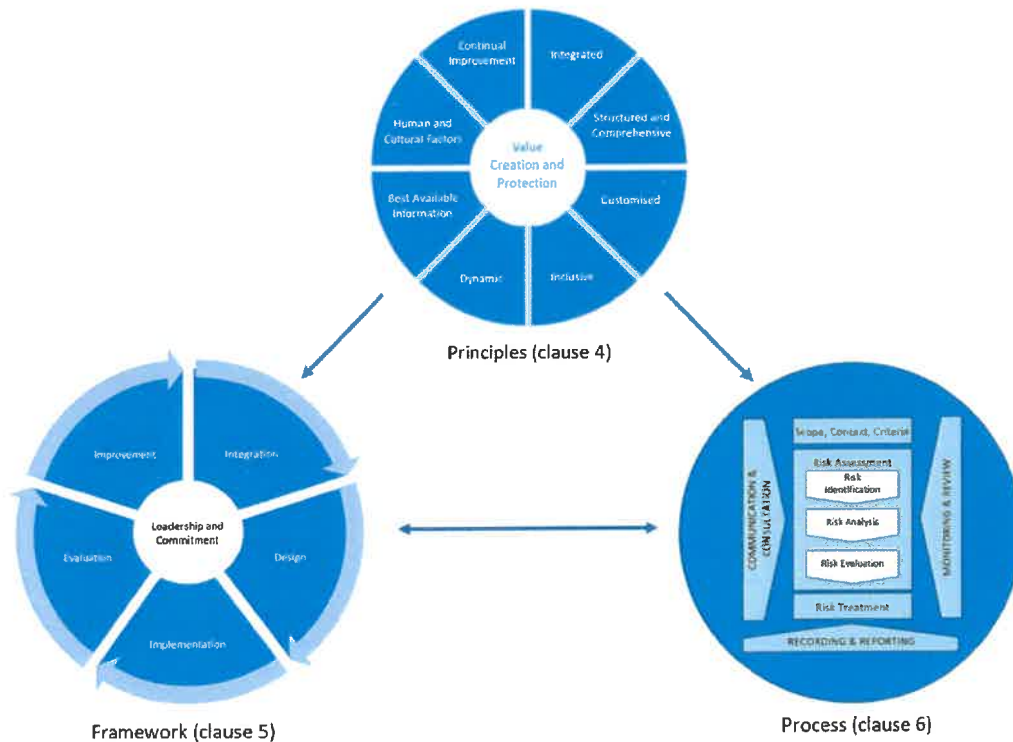 Continual
Improvement
Integrated
Human and
Cultural Factors
Structured and
Comprehensive
Value
Creation and
Protection
Best Available
Information
Customised
Dynamic
Inclusive
Principles (clause 4)
Improvement
Integration
Leadership and
Commitment
Evaluation
Design
Implementation
Framework (clause 5)
Scope, Context, Criteria
Risk Assessment
Risk
Identification
Risk Analysis
Risk Evaluation
Risk Treatment
COMMUNICATION &
CONSULTATION
MONITORING & REVIEW
RECORDING & REPORTING
Process (clause 6)